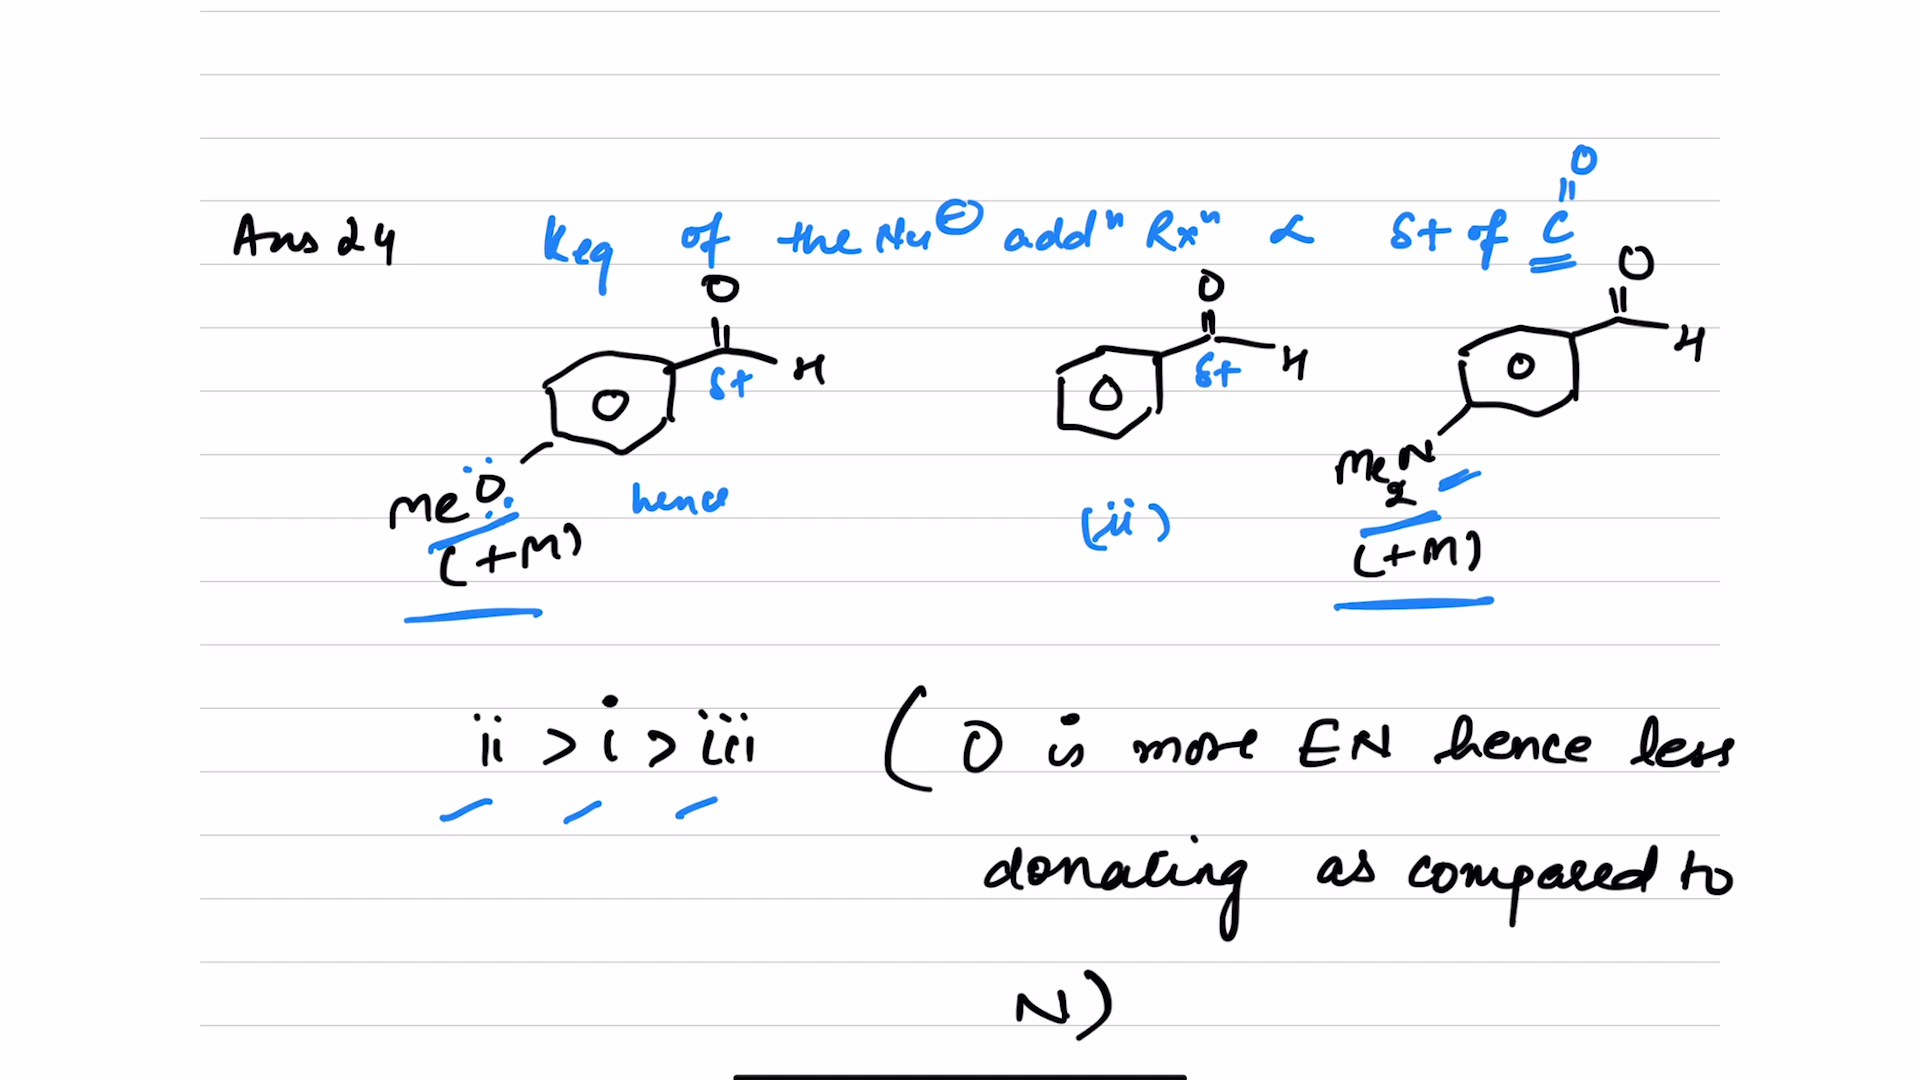 Ans 24 Keq of the Nu⊖ addⁿ Rxⁿ α δ+ of C=O
O O O
δ+ H δ+ H H
MeO hence (ii) Me₂N
(+M) (+M)
ii > i > iii (O is more EN hence less
donating as compared to
N)